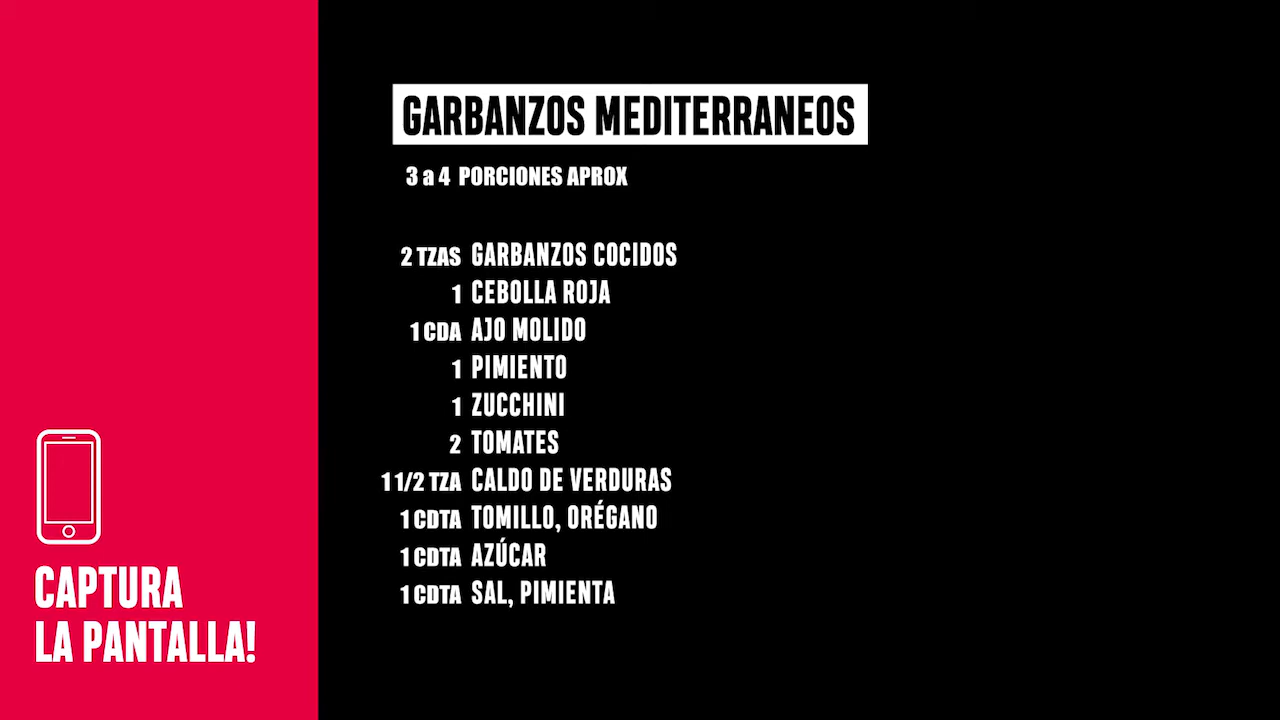 GARBANZOS MEDITERRANEOS
3 a 4 PORCIONES APROX
2 TZAS GARBANZOS COCIDOS
1 CEBOLLA ROJA
1 CDA AJO MOLIDO
1 PIMIENTO
1 ZUCCHINI
2 TOMATES
1 1/2 TZA CALDO DE VERDURAS
1 CDTA TOMILLO, ORÉGANO
1 CDTA AZÚCAR
1 CDTA SAL, PIMIENTA
CAPTURA
LA PANTALLA!